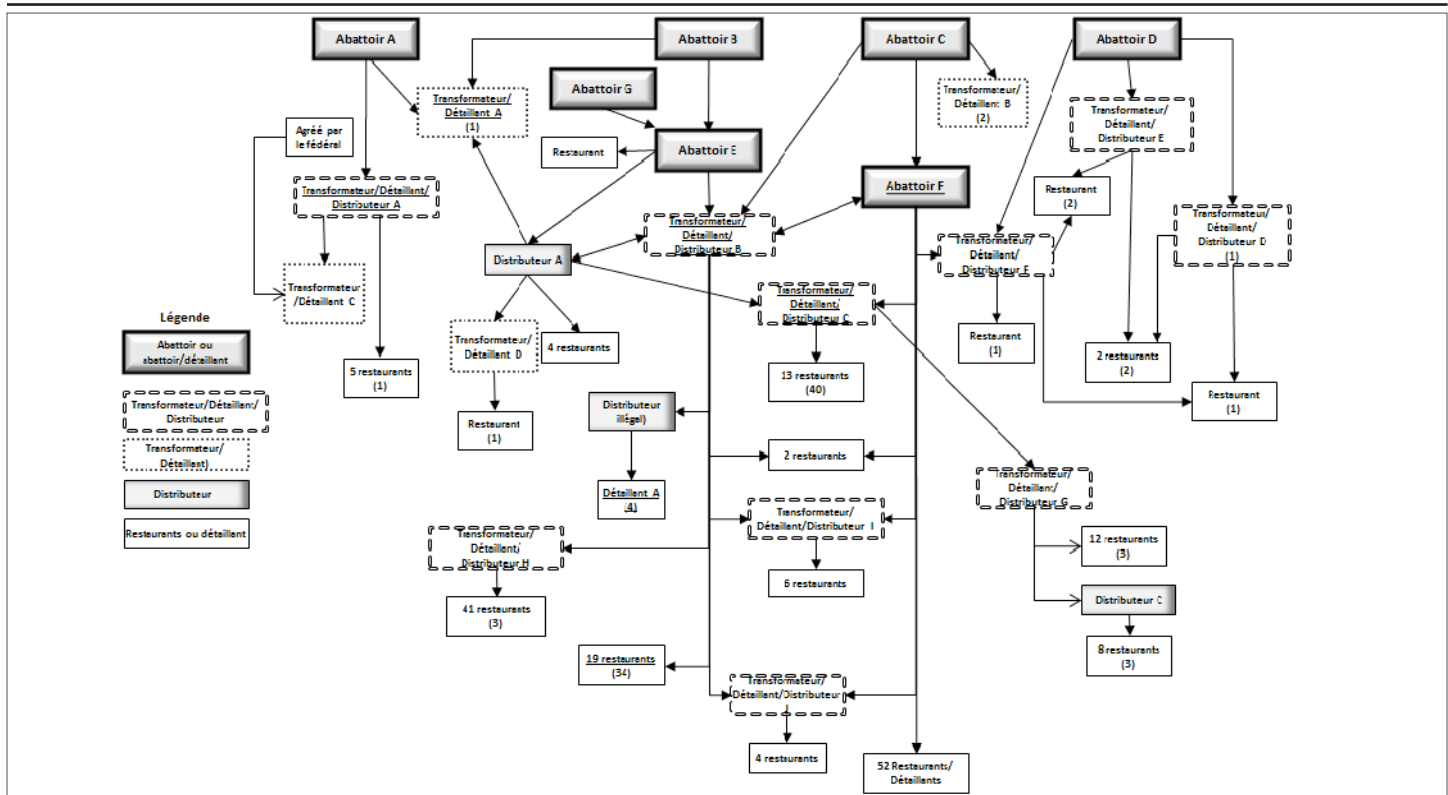 Abattoir A
Abattoir B
Abattoir C
Abattoir D
Abattoir G
Transformateur/
Détaillant A
(1)
Transformateur/
Détaillant B
(2)
Transformateur/
Détaillant/
Distributeur E
Agréé par
le fédéral
Restaurant
Abattoir E
Abattoir F
Transformateur/Détaillant/
Distributeur A
Restaurant
(2)
Transformateur/
Détaillant/
Distributeur B
Transformateur/
Détaillant/
Distributeur F
Transformateur/
Détaillant/
Distributeur D
(1)
Distributeur A
Transformateur
/Détaillant C
Transformateur/
Détaillant/
Distributeur C
Légende
Abattoir ou
abattoir/détaillant
Transformateur/Détaillant/
Distributeur
Transformateur/
Détaillant)
Distributeur
Restaurants ou détaillant
5 restaurants
(1)
Transformateur/
Détaillant D
4 restaurants
13 restaurants
(40)
Restaurant
(1)
2 restaurants
(2)
Restaurant
(1)
Restaurant
(1)
Distributeur
illégal)
2 restaurants
Détaillant A
(4)
Transformateur/
Détaillant/
Distributeur G
Transformateur/
Détaillant/Distributeur I
Transformateur/
Détaillant/
Distributeur H
12 restaurants
(3)
6 restaurants
41 restaurants
(3)
Distributeur C
8 restaurants
(3)
19 restaurants
(34)
Transformateur/
Détaillant/Distributeur
J
4 restaurants
52 Restaurants/
Détaillants